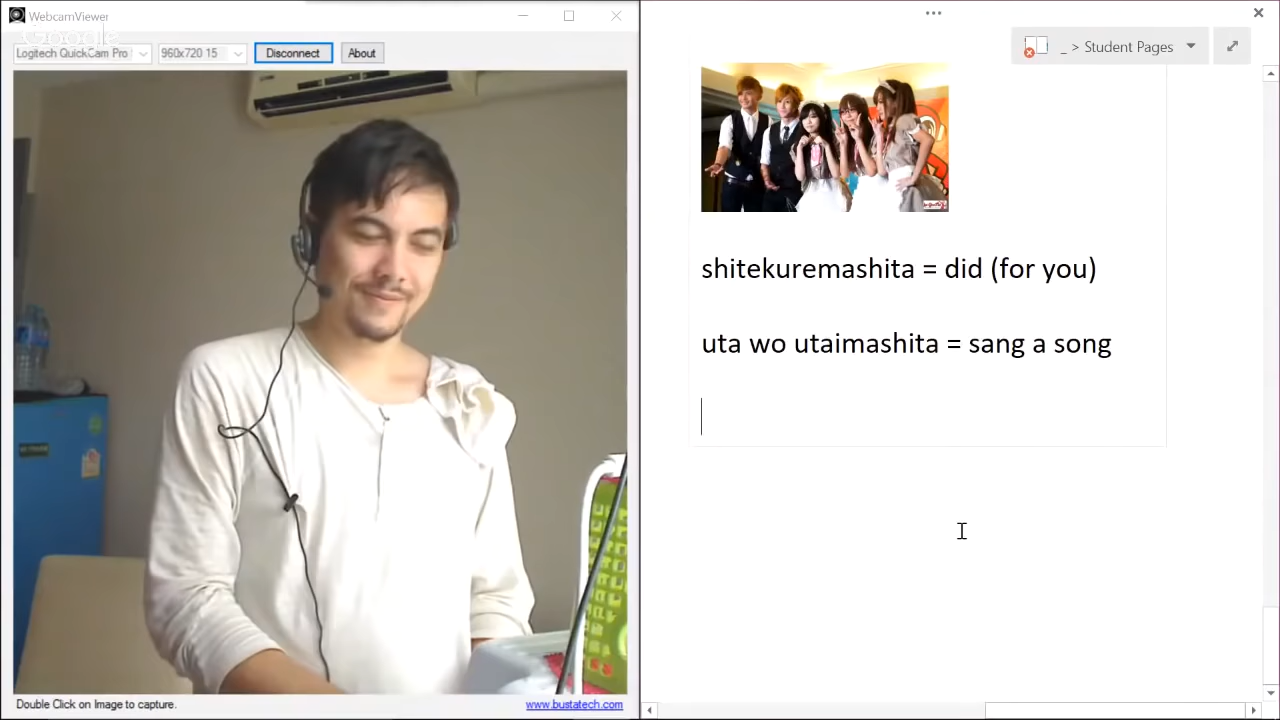 WebcamViewer
Google
Logitech QuickCam Pro
960x720 15
Disconnect
About
Double Click on Image to capture.
www.bustatech.com
_ > Student Pages
shitekuremashita = did (for you)
uta wo utaimashita = sang a song